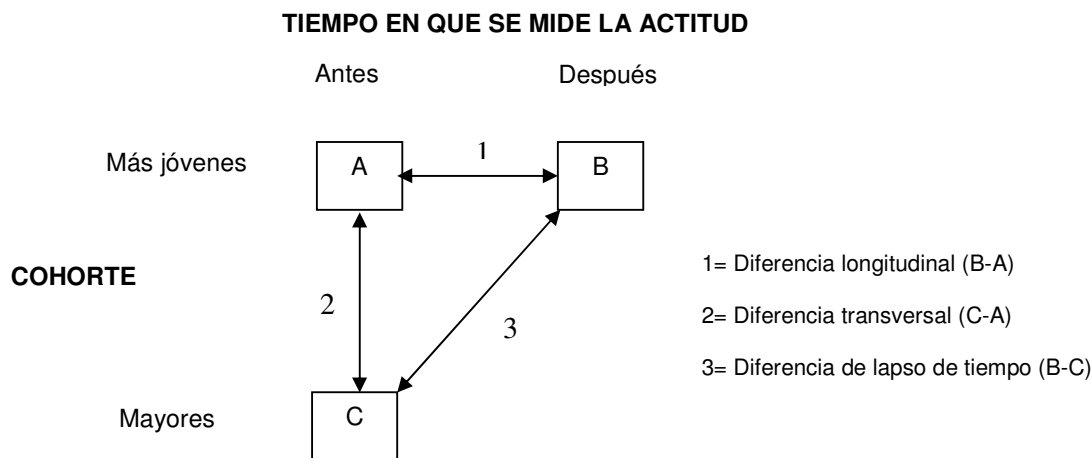 TIEMPO EN QUE SE MIDE LA ACTITUD
Antes Después
Más jóvenes A 1 B
COHORTE
1= Diferencia longitudinal (B-A)
2 3
2= Diferencia transversal (C-A)
3= Diferencia de lapso de tiempo (B-C)
Mayores C